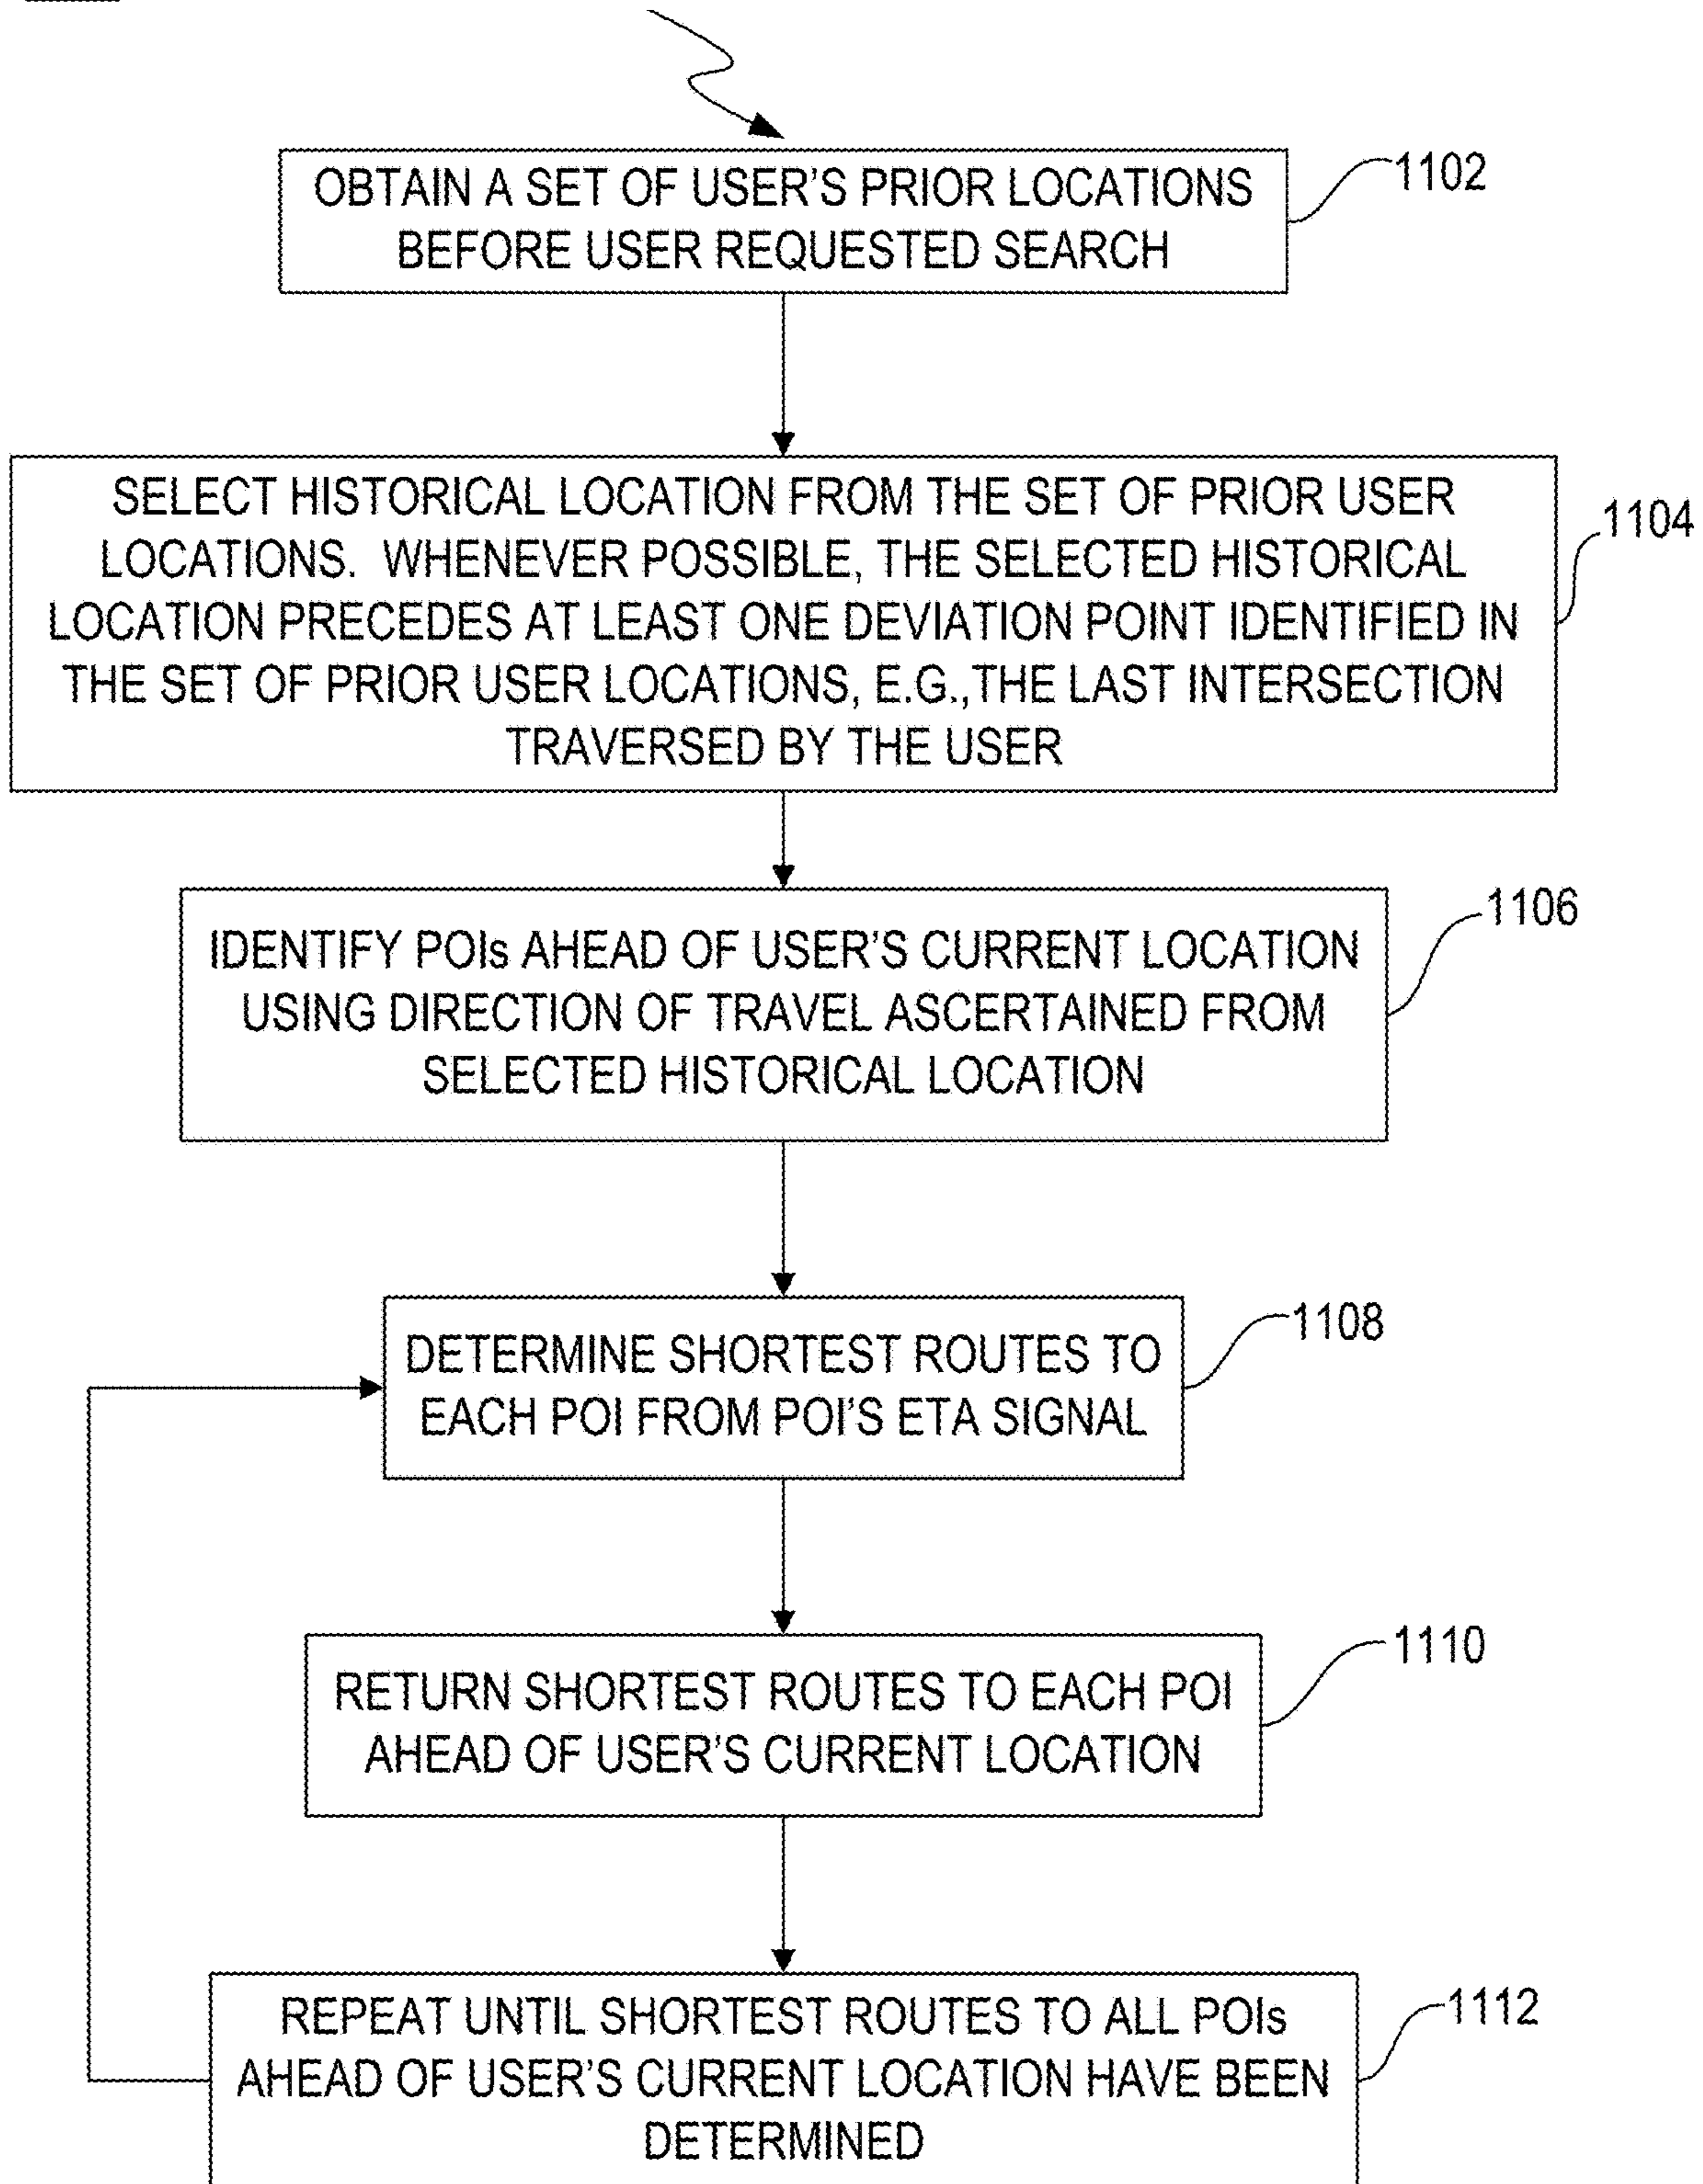 OBTAIN A SET OF USER'S PRIOR LOCATIONS
BEFORE USER REQUESTED SEARCH
1102
SELECT HISTORICAL LOCATION FROM THE SET OF PRIOR USER
LOCATIONS.  WHENEVER POSSIBLE, THE SELECTED HISTORICAL
LOCATION PRECEDES AT LEAST ONE DEVIATION POINT IDENTIFIED IN
THE SET OF PRIOR USER LOCATIONS, E.G.,THE LAST INTERSECTION
TRAVERSED BY THE USER
1104
IDENTIFY POIs AHEAD OF USER'S CURRENT LOCATION
USING DIRECTION OF TRAVEL ASCERTAINED FROM
SELECTED HISTORICAL LOCATION
1106
DETERMINE SHORTEST ROUTES TO
EACH POI FROM POI'S ETA SIGNAL
1108
RETURN SHORTEST ROUTES TO EACH POI
AHEAD OF USER'S CURRENT LOCATION
1110
REPEAT UNTIL SHORTEST ROUTES TO ALL POIs
AHEAD OF USER'S CURRENT LOCATION HAVE BEEN
DETERMINED
1112